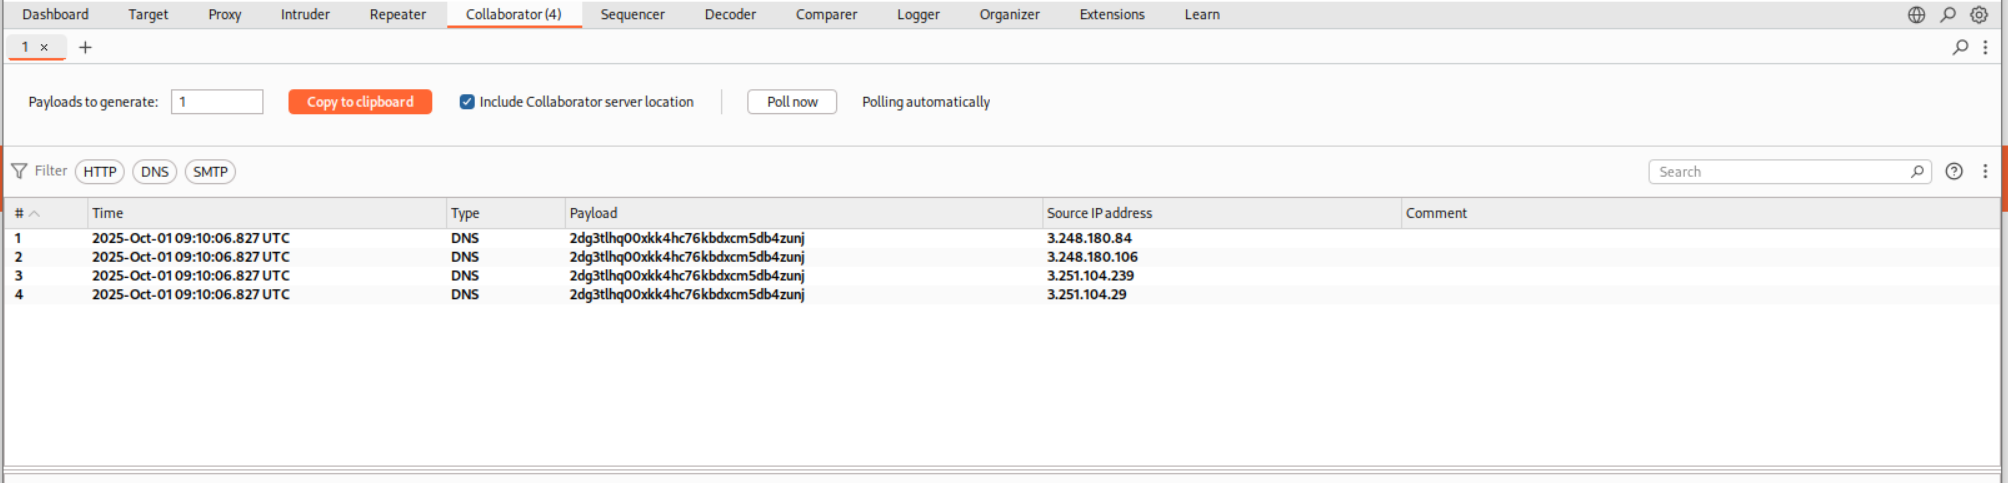 Dashboard Target Proxy Intruder Repeater Collaborator (4) Sequencer Decoder Comparer Logger Organizer Extensions Learn
1 × +
Payloads to generate: 1 Copy to clipboard Include Collaborator server location Poll now Polling automatically
Filter HTTP DNS SMTP Search
# Time Type Payload Source IP address Comment
1 2025-Oct-01 09:10:06.827 UTC DNS 2dg3tlhq00xkk4hc76kbdxcm5db4zunj 3.248.180.84
2 2025-Oct-01 09:10:06.827 UTC DNS 2dg3tlhq00xkk4hc76kbdxcm5db4zunj 3.248.180.106
3 2025-Oct-01 09:10:06.827 UTC DNS 2dg3tlhq00xkk4hc76kbdxcm5db4zunj 3.251.104.239
4 2025-Oct-01 09:10:06.827 UTC DNS 2dg3tlhq00xkk4hc76kbdxcm5db4zunj 3.251.104.29